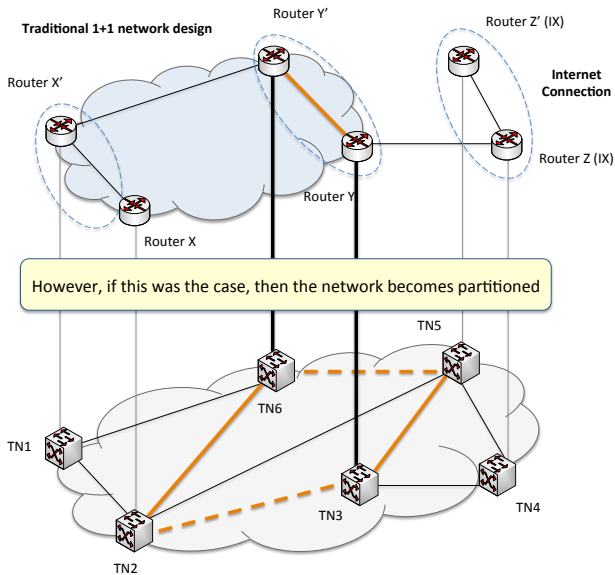 Traditional 1+1 network design
Router Y’
Router Z’ (IX)
Router X’
Internet
Connection
Router Z (IX)
Router Y
Router X
However, if this was the case, then the network becomes partitioned
TN5
TN6
TN1
TN3
TN4
TN2